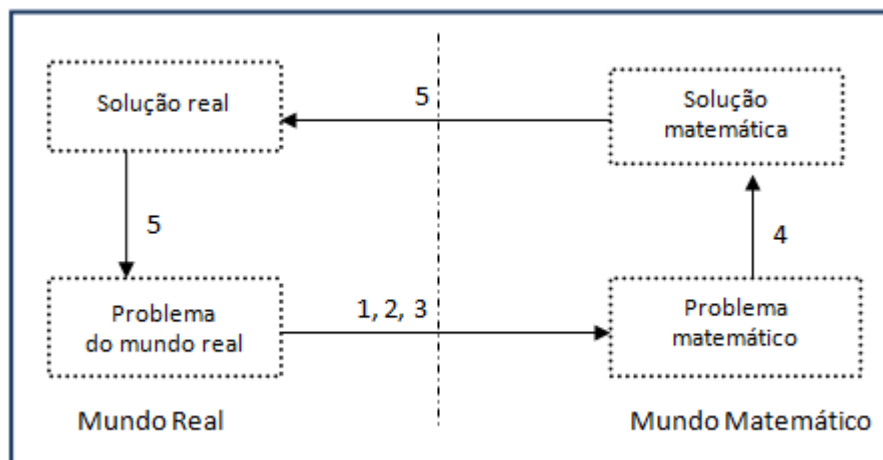 Solução real
5
Solução
matemática
5
4
Problema
do mundo real
1, 2, 3
Problema
matemático
Mundo Real
Mundo Matemático